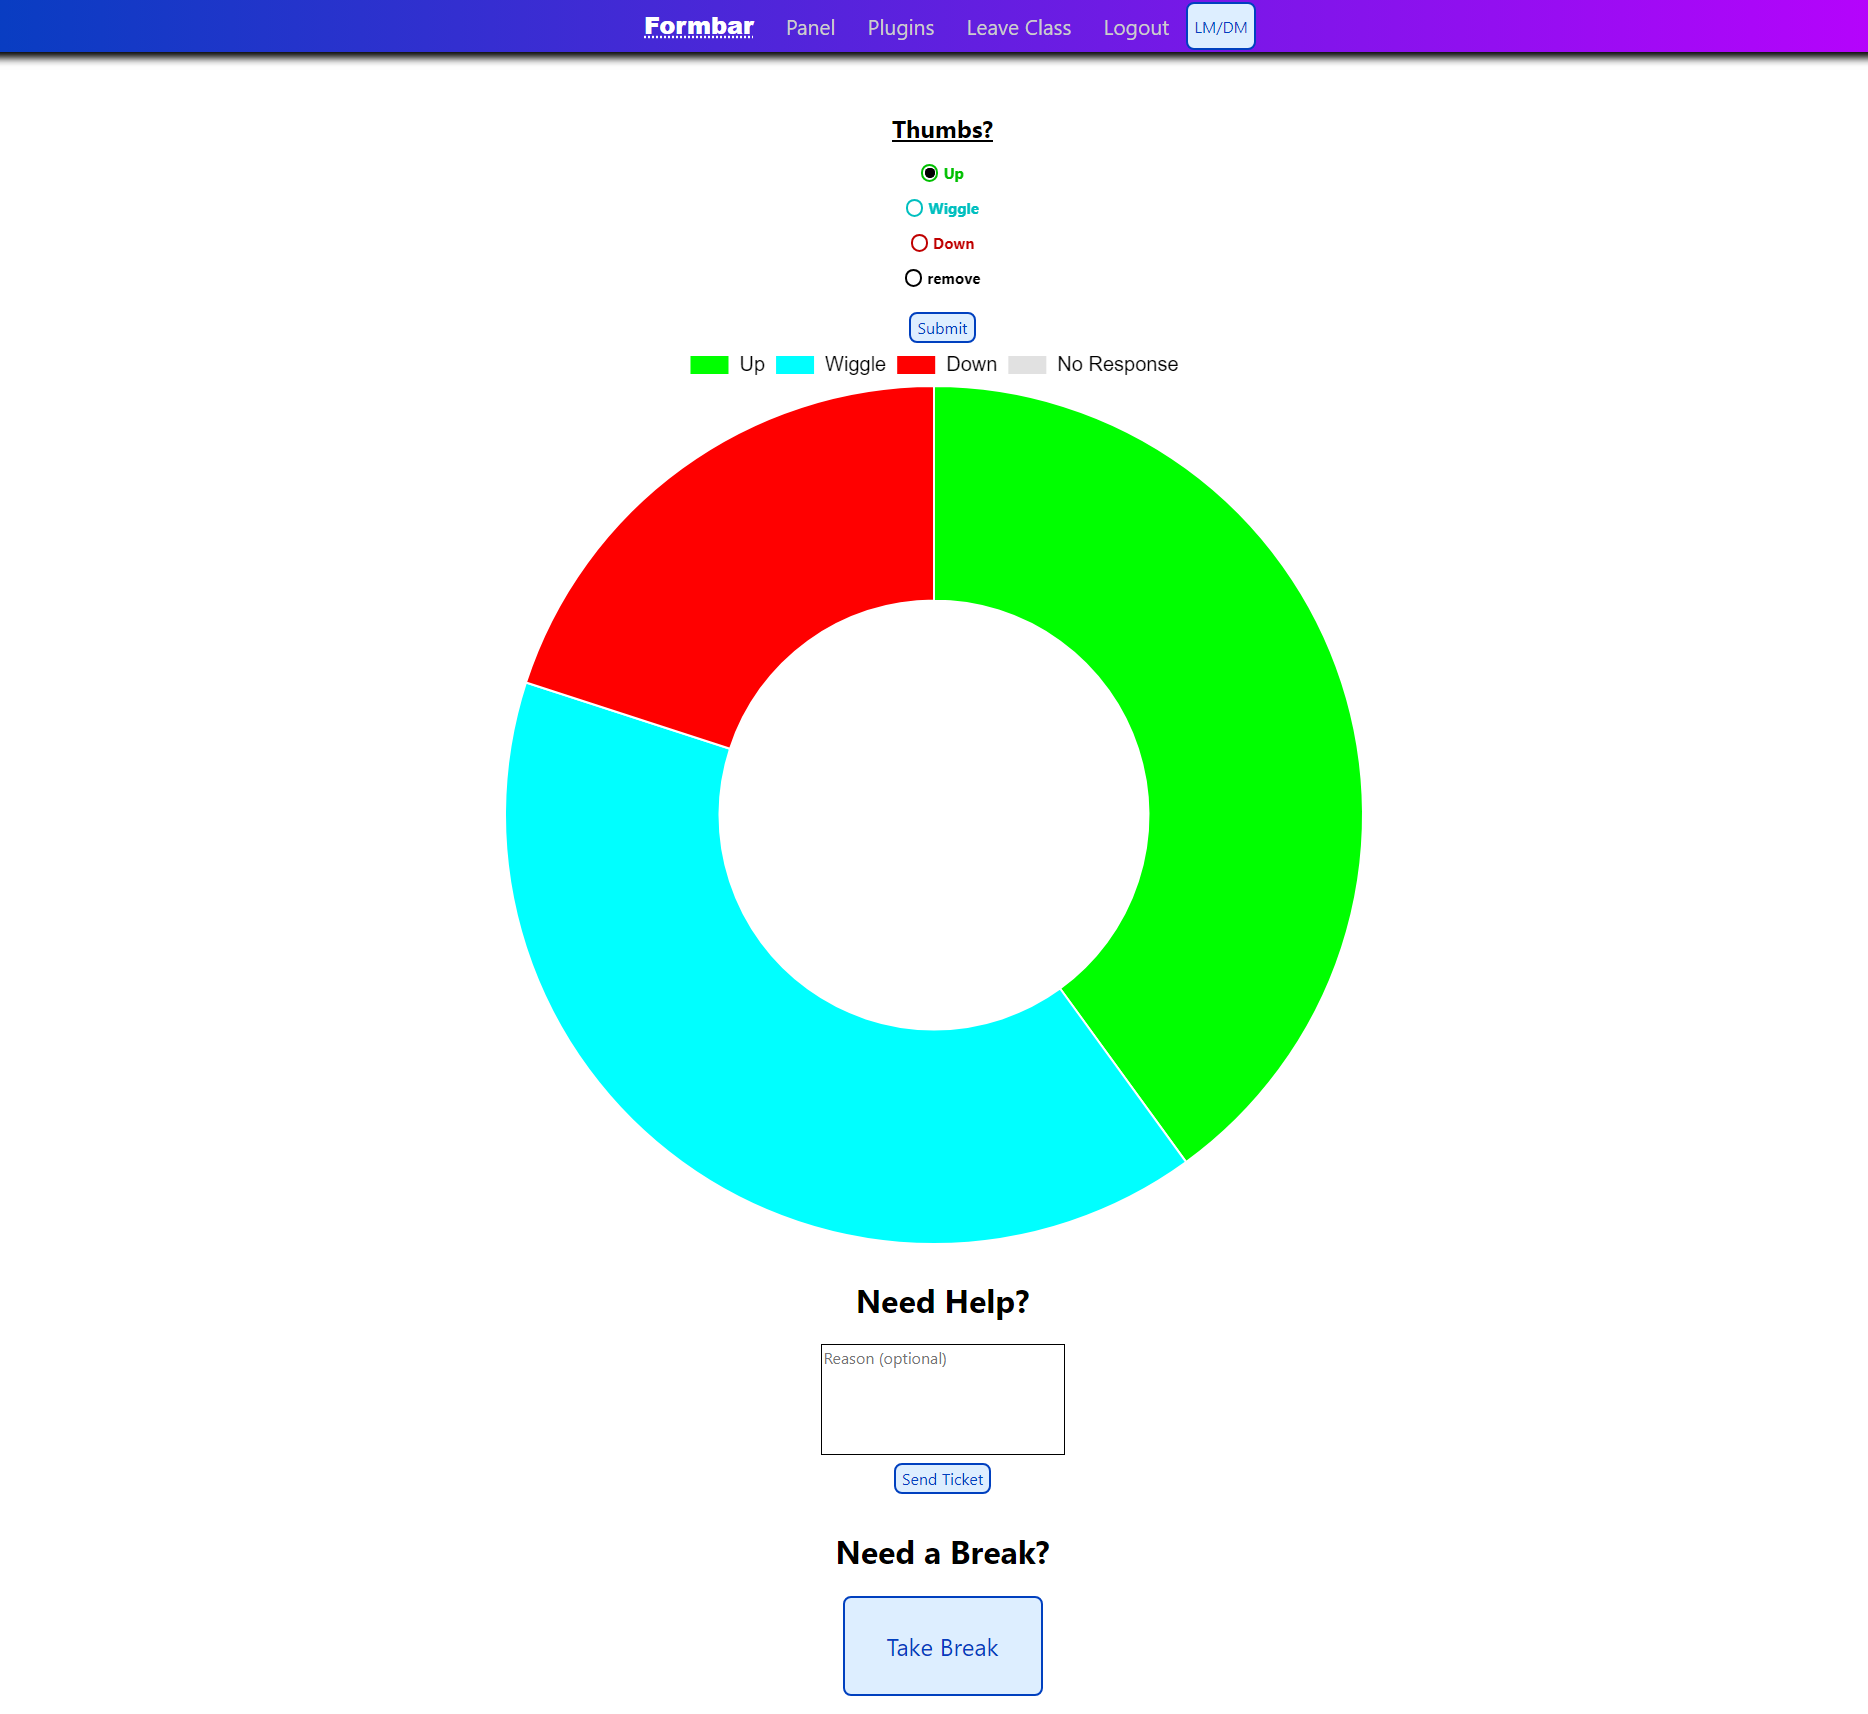 Formbar Panel Plugins Leave Class Logout LM/DM
Thumbs?
Up
Wiggle
Down
remove
Submit
Up Wiggle Down No Response
Need Help?
Reason (optional)
Send Ticket
Need a Break?
Take Break